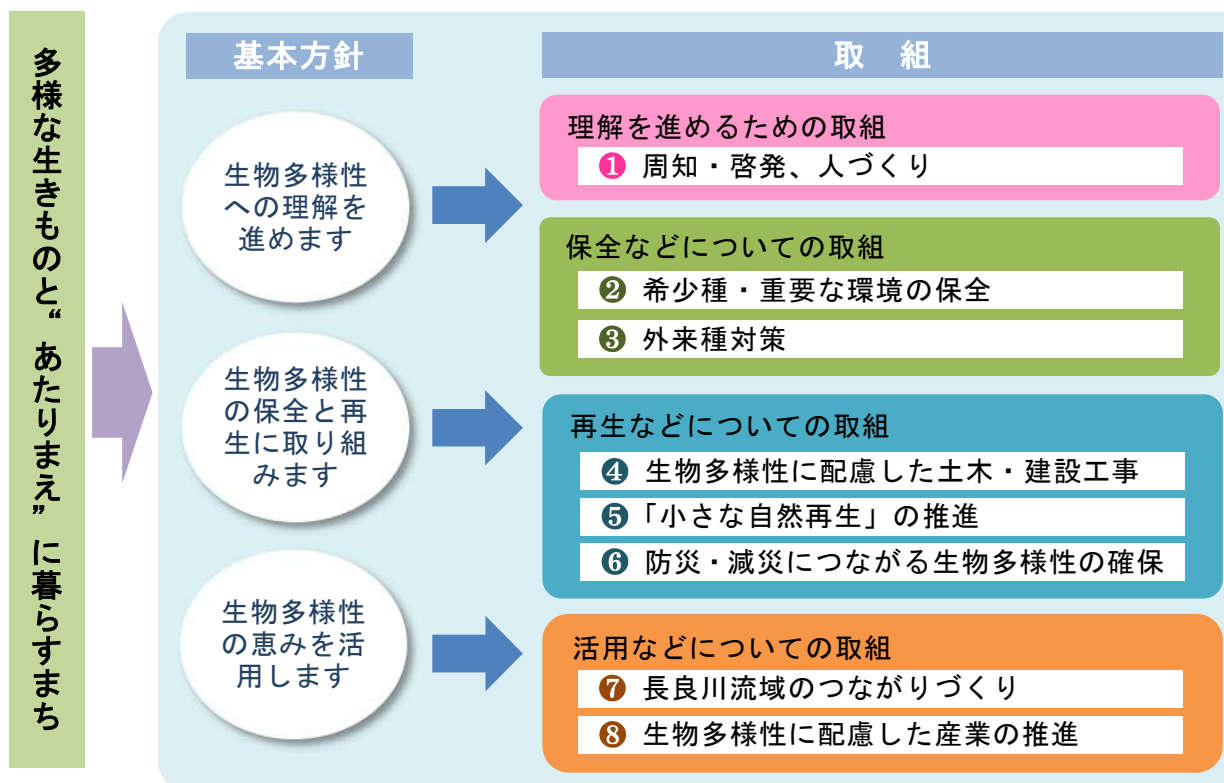 多様な生きものと“あたりまえ”に暮らすまち
基本方針
生物多様性
への理解を
進めます
生物多様性
の保全と再
生に取り組
みます
生物多様性
の恵みを活
用します
取　組
理解を進めるための取組
❶ 周知・啓発、人づくり
保全などについての取組
❷ 希少種・重要な環境の保全
❸ 外来種対策
再生などについての取組
❹ 生物多様性に配慮した土木・建設工事
❺「小さな自然再生」の推進
❻ 防災・減災につながる生物多様性の確保
活用などについての取組
❼ 長良川流域のつながりづくり
❽ 生物多様性に配慮した産業の推進